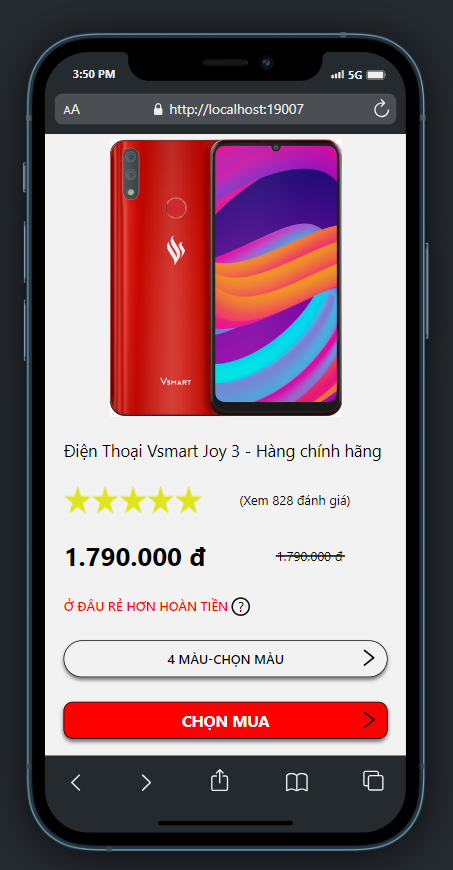 3:50 PM
5G
AA
http://localhost:19007
VSMART
Điện Thoại Vsmart Joy 3 - Hàng chính hãng
(Xem 828 đánh giá)
1.790.000 đ
1.790.000 đ
Ở ĐÂU RẺ HƠN HOÀN TIỀN ?
4 MÀU-CHỌN MÀU
CHỌN MUA